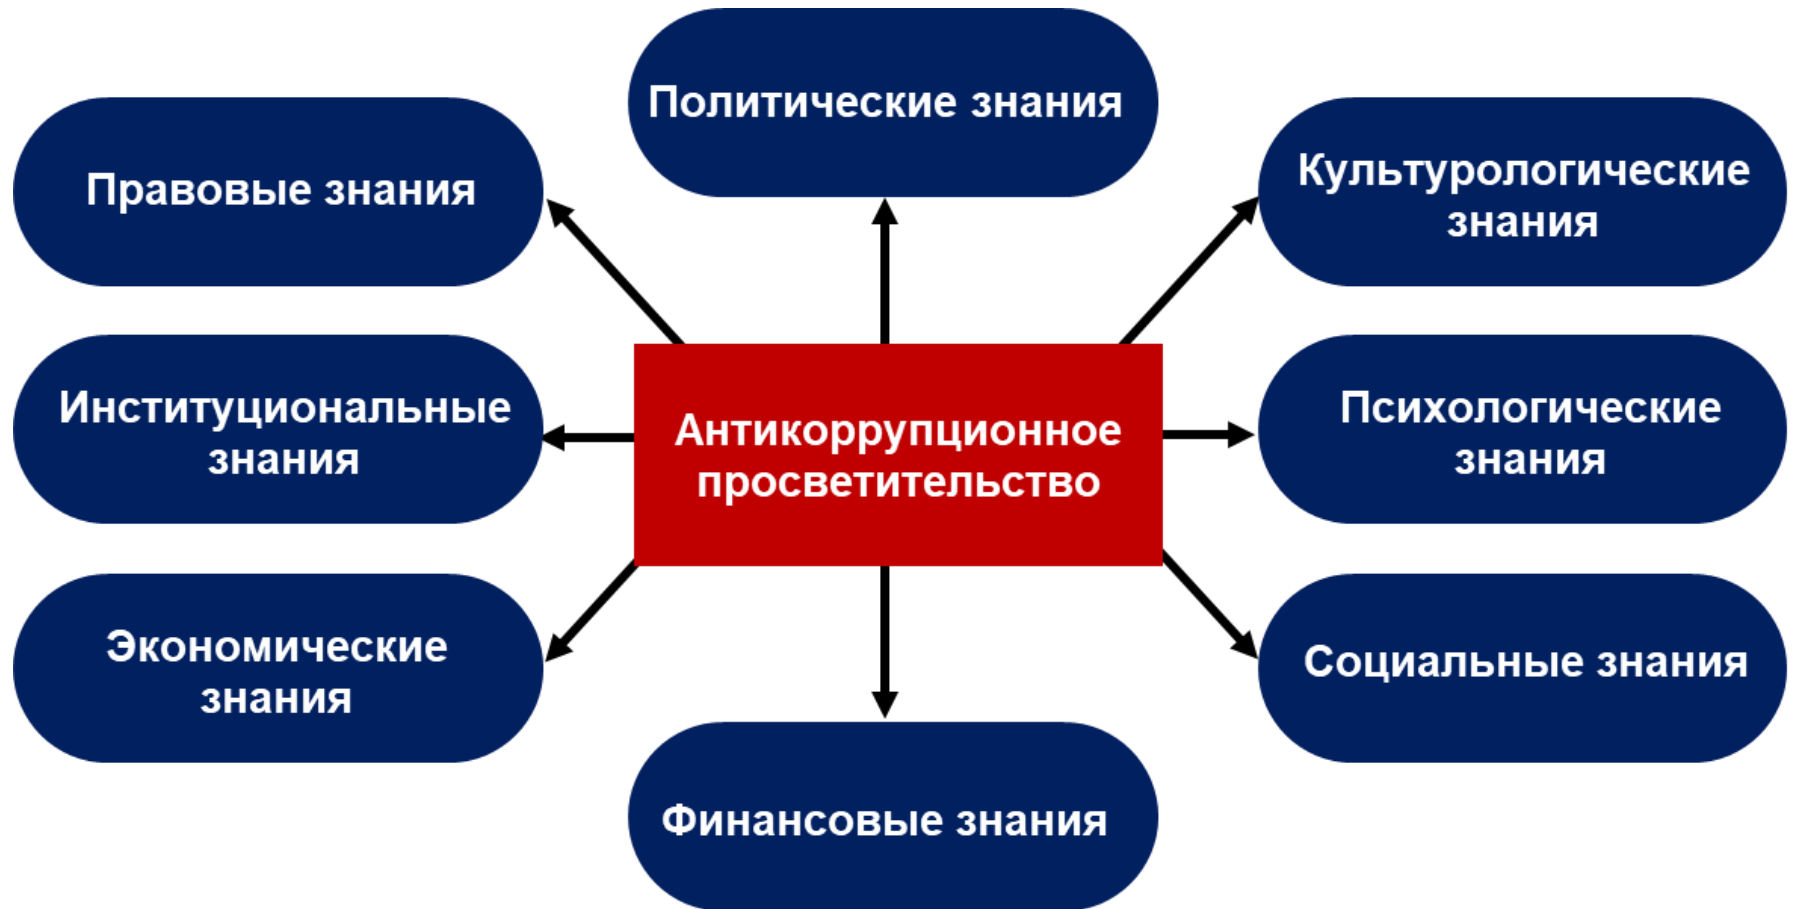 Политические знания
Правовые знания
Культурологические
знания
Институциональные
знания
Антикоррупционное
просветительство
Психологические
знания
Экономические
знания
Социальные знания
Финансовые знания